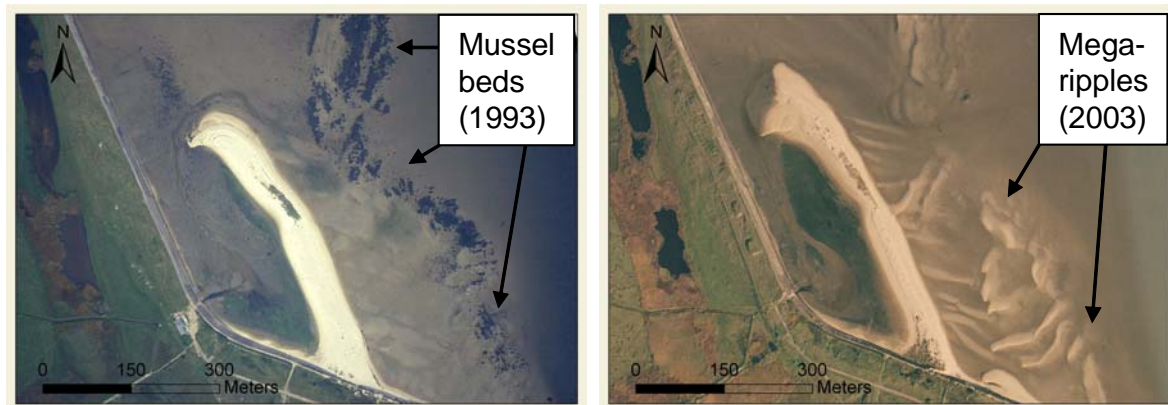 N
Mussel
beds
(1993)
0 150 300
Meters
N
Mega-
ripples
(2003)
0 150 300
Meters